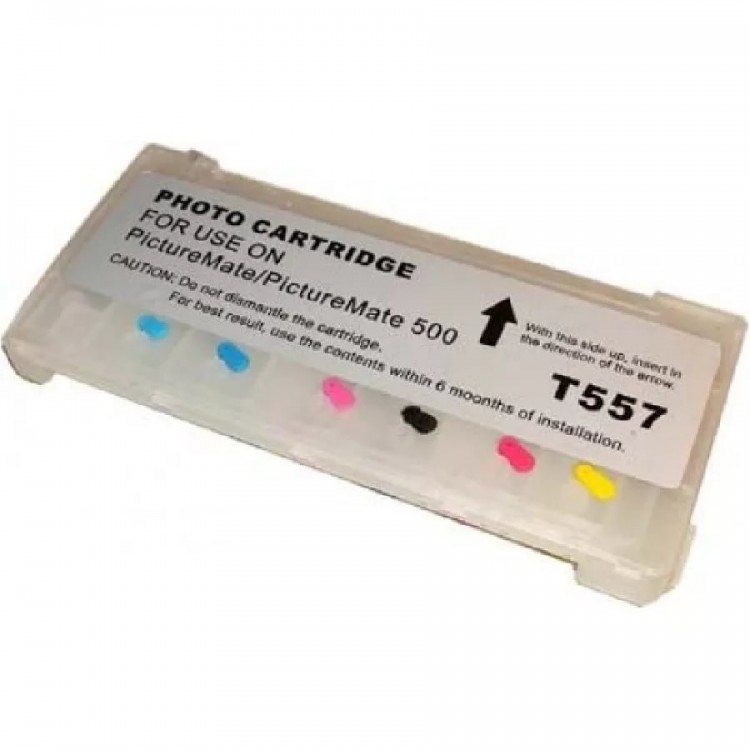 PHOTO CARTRIDGE
FOR USE ON
PictureMate/PictureMate 500
CAUTION: Do not dismantle the cartridge.
For best result, use the contents within 6 moonths of installation.
With this side up, insert in
the direction of the arrow.
T557